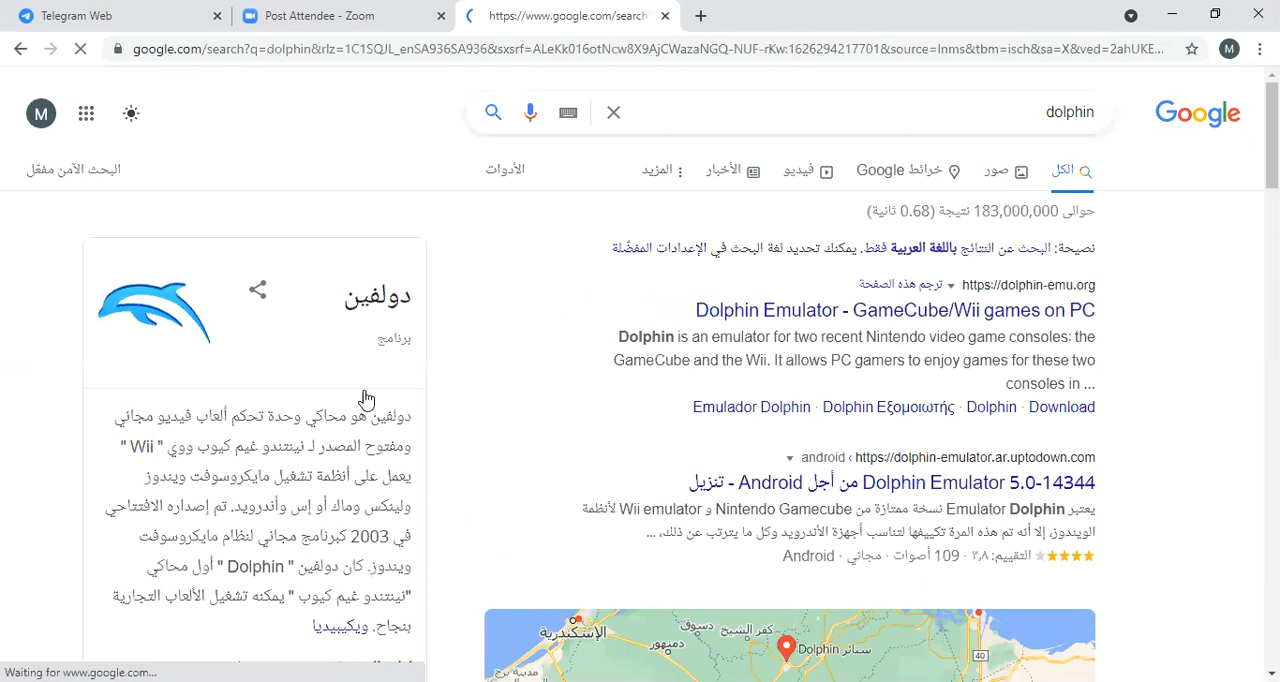 Telegram Web
Post Attendee - Zoom
https://www.google.com/search
google.com/search?q=dolphin&rlz=1C1SQJL_enSA936SA936&sxsrf=ALeKk016otNcw8X9AjCWazaNGQ-NUF-rKw:1626294217701&source=lnms&tbm=isch&sa=X&ved=2ahUKE...
M
M
dolphin
Google
الكل
صور
خرائط Google
فيديو
الأخبار
المزيد
الأدوات
البحث الآمن مفعّل
حوالى 183,000,000 نتيجة (0.68 ثانية)
نصيحة: البحث عن النتائج باللغة العربية فقط. يمكنك تحديد لغة البحث في الإعدادات المفضّلة
https://dolphin-emu.org ترجم هذه الصفحة
Dolphin Emulator - GameCube/Wii games on PC
Dolphin is an emulator for two recent Nintendo video game consoles: the
GameCube and the Wii. It allows PC gamers to enjoy games for these two
consoles in ...
Emulador Dolphin · Dolphin Εξομοιωτής · Dolphin · Download
https://dolphin-emulator.ar.uptodown.com › android
Dolphin Emulator 5.0-14344 من أجل Android - تنزيل
يعتبر Dolphin Emulator نسخة ممتازة من Nintendo Gamecube و Wii emulator لأنظمة
الويندوز، إلا أنه تم هذه المرة تكييفها لتناسب أجهزة الأندرويد وكل ما يترتب عن ذلك، ...
التقييم: ٣٫٨ · 109 أصوات · مجاني · Android
الإسكندرية
دسوق
كفر الشيخ
دمنهور
سنائر Dolphin
40
دولفين
برنامج
دولفين هو محاكي وحدة تحكم ألعاب فيديو مجاني
ومفتوح المصدر لـ نينتندو غيم كيوب ووي " Wii "
يعمل على أنظمة تشغيل مايكروسوفت ويندوز
ولينكس وماك أو إس وأندرويد. تم إصداره الافتتاحي
في 2003 كبرنامج مجاني لنظام مايكروسوفت
ويندوز. كان دولفين " Dolphin " أول محاكي
"نينتندو غيم كيوب " يمكنه تشغيل الألعاب التجارية
بنجاح. ويكيبيديا
Waiting for www.google.com...